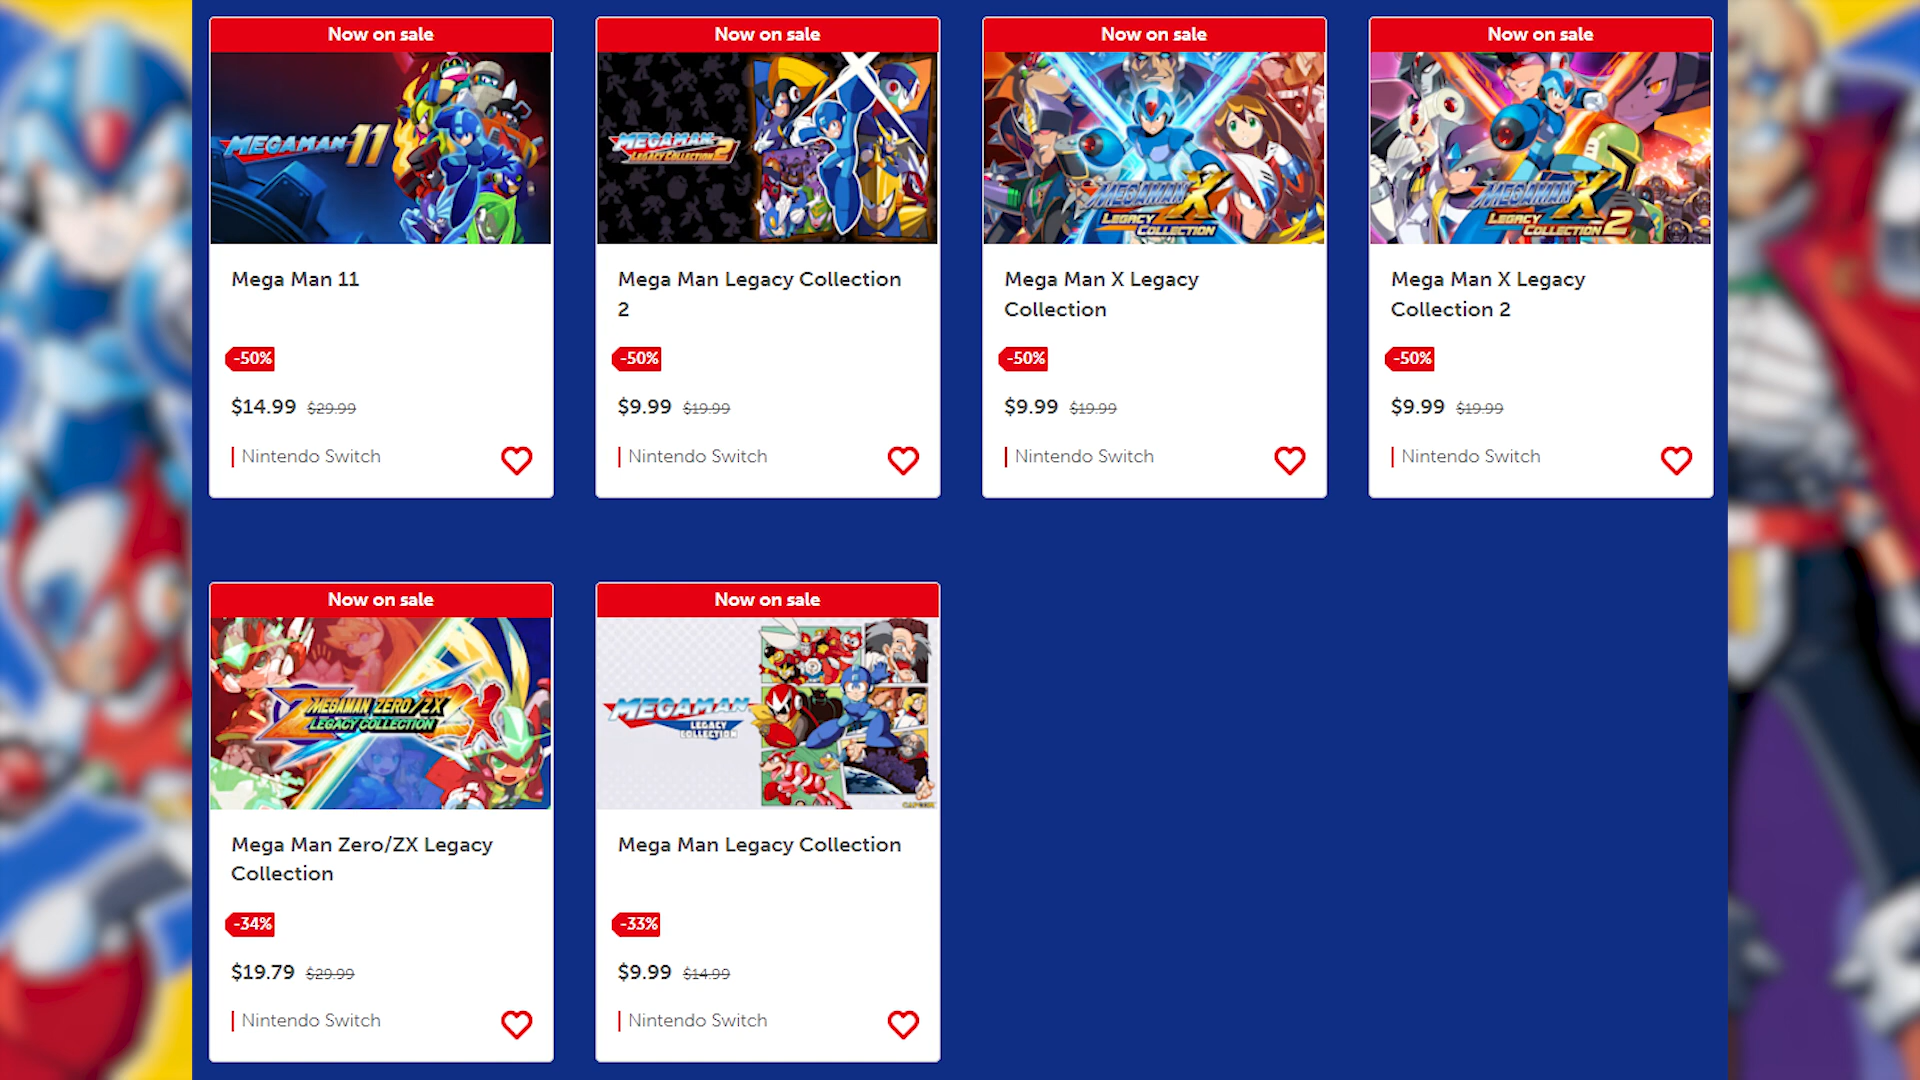 Now on sale
MEGAMAN 11
Mega Man 11
-50%
$14.99 $29.99
Nintendo Switch
Now on sale
MEGAMAN
LEGACY COLLECTION 2
Mega Man Legacy Collection
2
-50%
$9.99 $19.99
Nintendo Switch
Now on sale
MEGAMAN X
LEGACY
COLLECTION
Mega Man X Legacy
Collection
-50%
$9.99 $19.99
Nintendo Switch
Now on sale
MEGAMAN X
LEGACY
COLLECTION 2
Mega Man X Legacy
Collection 2
-50%
$9.99 $19.99
Nintendo Switch
Now on sale
MEGAMAN ZERO/ZX
LEGACY COLLECTION
Mega Man Zero/ZX Legacy
Collection
-34%
$19.79 $29.99
Nintendo Switch
Now on sale
MEGAMAN
LEGACY
COLLECTION
CAPCOM
Mega Man Legacy Collection
-33%
$9.99 $14.99
Nintendo Switch